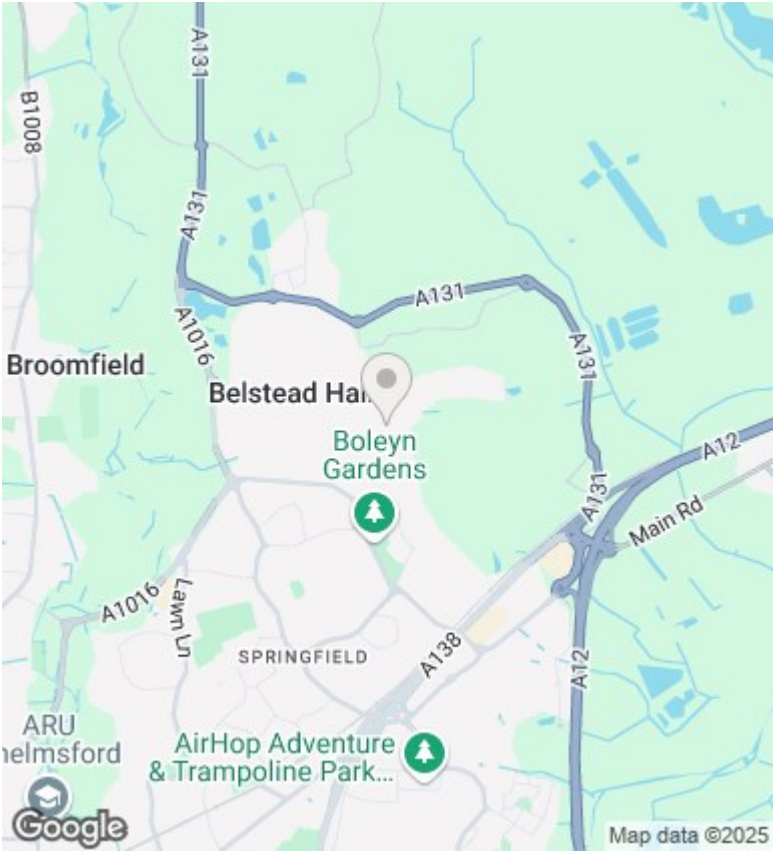 A131
B1008
A131
A131
A1016
A131
Broomfield
Belstead Hall
Boleyn
Gardens
A12
A131
Main Rd
A1016
Lawn Ln
SPRINGFIELD
A138
A12
ARU
helmsford
AirHop Adventure
& Trampoline Park...
Google
Map data ©2025